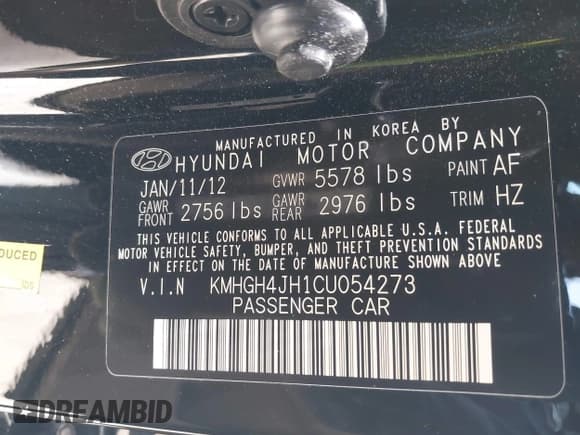 MANUFACTURED IN KOREA BY
HYUNDAI MOTOR COMPANY
JAN/11/12 GVWR 5578 lbs PAINT AF
GAWR FRONT 2756 lbs GAWR REAR 2976 lbs TRIM HZ
THIS VEHICLE CONFORMS TO ALL APPLICABLE U.S.A. FEDERAL
MOTOR VEHICLE SAFETY, BUMPER, AND THEFT PREVENTION STANDARDS
IN EFFECT ON THE DATE OF MANUFACTURE SHOWN ABOVE.
V.I.N KMHGH4JH1CU054273
PASSENGER CAR
DUCED
DREAMBID